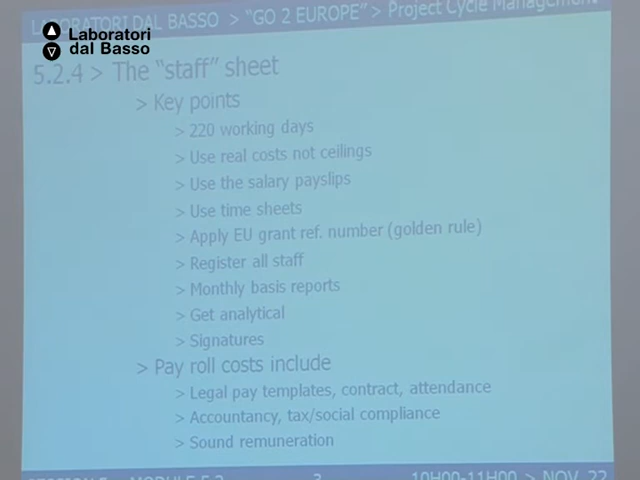 LABORATORI DAL BASSO > "GO 2 EUROPE" > Project Cycle Management
Laboratori
dal Basso
5.2.4 > The "staff" sheet
> Key points
> 220 working days
> Use real costs not ceilings
> Use the salary payslips
> Use time sheets
> Apply EU grant ref. number (golden rule)
> Register all staff
> Monthly basis reports
> Get analytical
> Signatures
> Pay roll costs include
> Legal pay templates, contract, attendance
> Accountancy, tax/social compliance
> Sound remuneration
MODULE 5.2 3 10H00-11H00 > NOV. 22